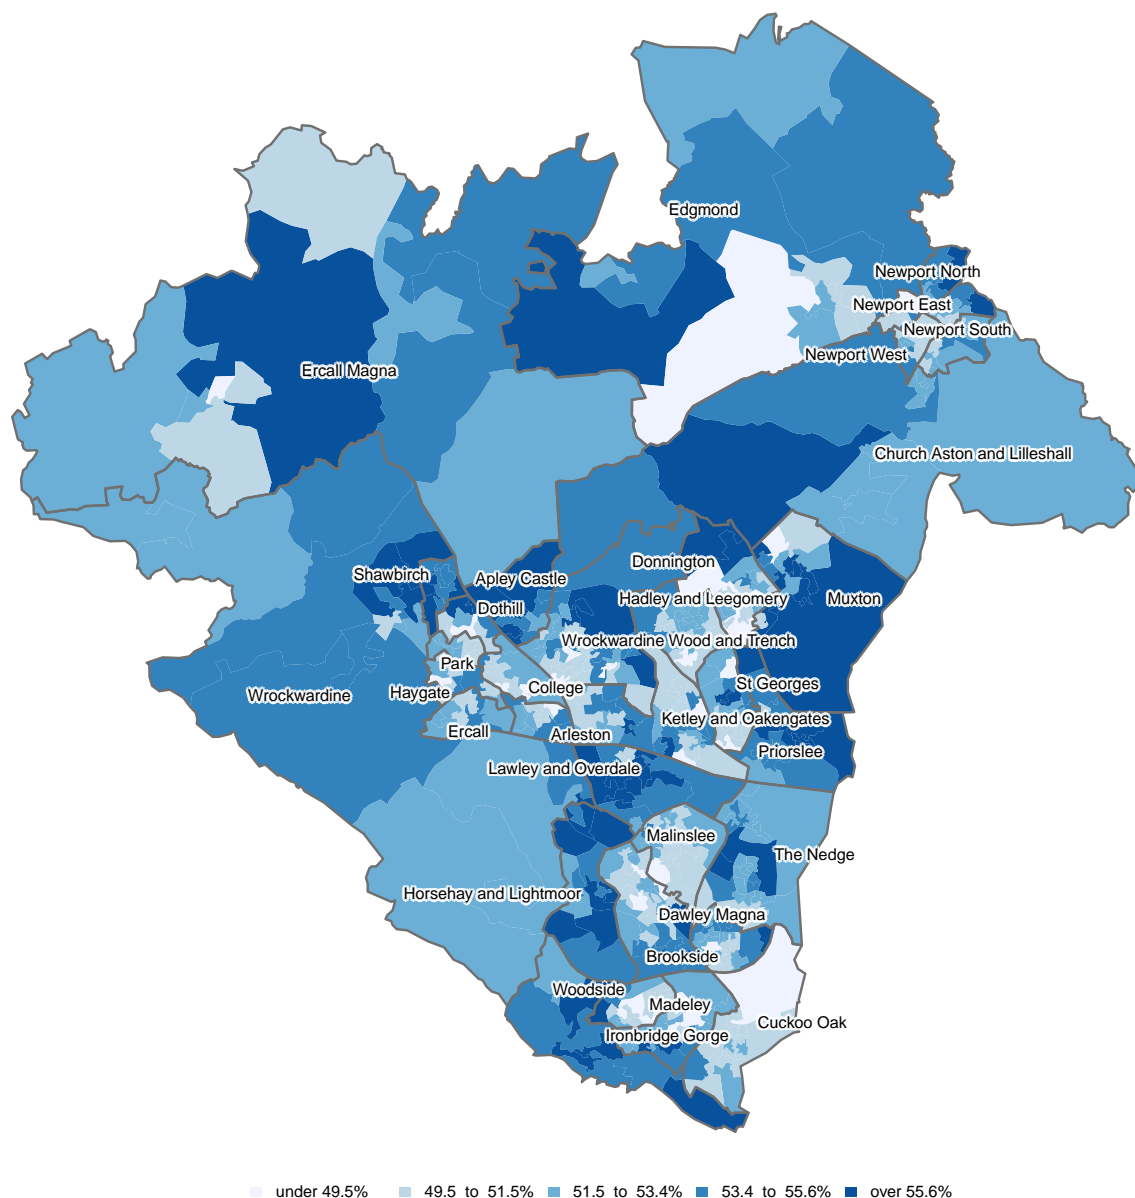 Edgmond
Newport North
Newport East
Newport South
Newport West
Ercall Magna
Church Aston and Lilleshall
Donnington
Shawbirch
Apley Castle
Hadley and Leegomery
Muxton
Dothill
Wrockwardine Wood and Trench
Park
St Georges
Haygate
College
Wrockwardine
Ketley and Oakengates
Ercall
Arleston
Priorslee
Lawley and Overdale
Malinslee
The Nedge
Horsehay and Lightmoor
Dawley Magna
Brookside
Woodside
Madeley
Cuckoo Oak
Ironbridge Gorge
under 49.5% 49.5 to 51.5% 51.5 to 53.4% 53.4 to 55.6% over 55.6%